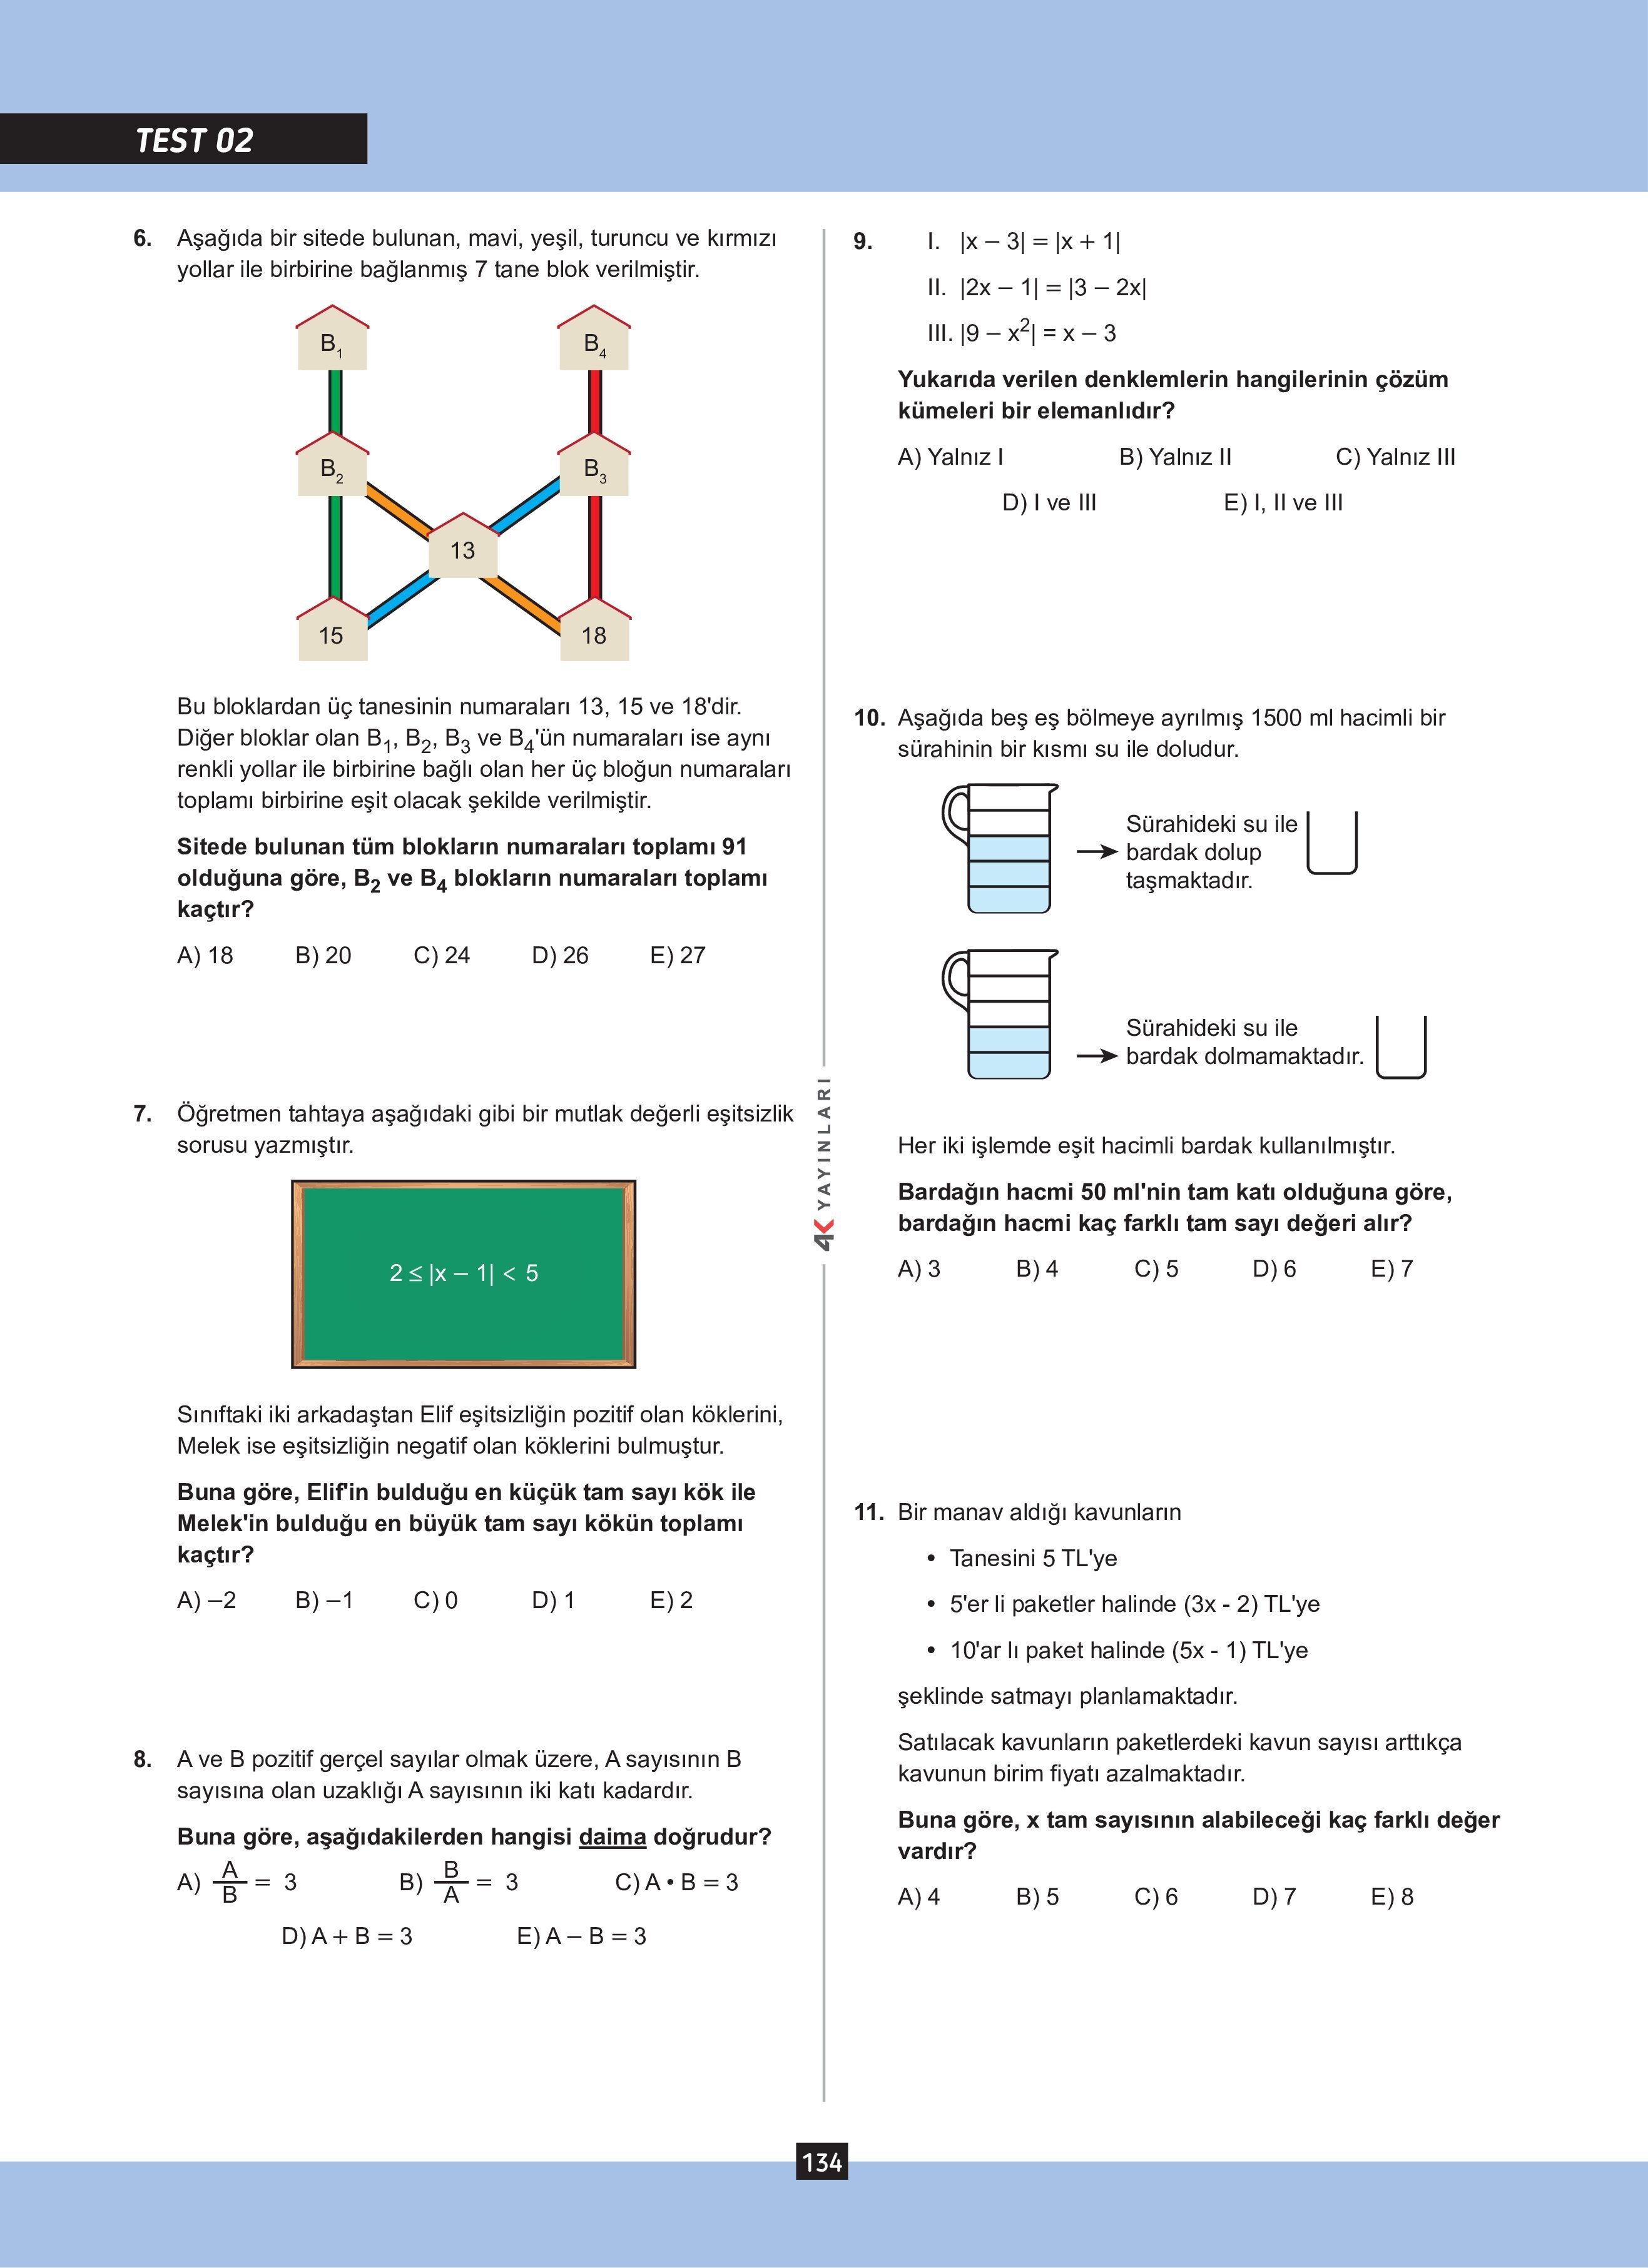 TEST 02
6. Aşağıda bir sitede bulunan, mavi, yeşil, turuncu ve kırmızı
yollar ile birbirine bağlanmış 7 tane blok verilmiştir.
B₁
B₄
B₂
B₃
13
15
18
Bu bloklardan üç tanesinin numaraları 13, 15 ve 18'dir.
Diğer bloklar olan B₁, B₂, B₃ ve B₄'ün numaraları ise aynı
renkli yollar ile birbirine bağlı olan her üç bloğun numaraları
toplamı birbirine eşit olacak şekilde verilmiştir.
Sitede bulunan tüm blokların numaraları toplamı 91
olduğuna göre, B₂ ve B₄ blokların numaraları toplamı
kaçtır?
A) 18 B) 20 C) 24 D) 26 E) 27
7. Öğretmen tahtaya aşağıdaki gibi bir mutlak değerli eşitsizlik
sorusu yazmıştır.
2 ≤ |x – 1| < 5
Sınıftaki iki arkadaştan Elif eşitsizliğin pozitif olan köklerini,
Melek ise eşitsizliğin negatif olan köklerini bulmuştur.
Buna göre, Elif'in bulduğu en küçük tam sayı kök ile
Melek'in bulduğu en büyük tam sayı kökün toplamı
kaçtır?
A) –2 B) –1 C) 0 D) 1 E) 2
8. A ve B pozitif gerçel sayılar olmak üzere, A sayısının B
sayısına olan uzaklığı A sayısının iki katı kadardır.
Buna göre, aşağıdakilerden hangisi daima doğrudur?
A) A/B = 3 B) B/A = 3 C) A • B = 3
D) A + B = 3 E) A – B = 3
4K YAYINLARI
9. I. |x – 3| = |x + 1|
II. |2x – 1| = |3 – 2x|
III. |9 – x²| = x – 3
Yukarıda verilen denklemlerin hangilerinin çözüm
kümeleri bir elemanlıdır?
A) Yalnız I B) Yalnız II C) Yalnız III
D) I ve III E) I, II ve III
10. Aşağıda beş eş bölmeye ayrılmış 1500 ml hacimli bir
sürahinin bir kısmı su ile doludur.
Sürahideki su ile
bardak dolup
taşmaktadır.
Sürahideki su ile
bardak dolmamaktadır.
Her iki işlemde eşit hacimli bardak kullanılmıştır.
Bardağın hacmi 50 ml'nin tam katı olduğuna göre,
bardağın hacmi kaç farklı tam sayı değeri alır?
A) 3 B) 4 C) 5 D) 6 E) 7
11. Bir manav aldığı kavunların
• Tanesini 5 TL'ye
• 5'er li paketler halinde (3x - 2) TL'ye
• 10'ar lı paket halinde (5x - 1) TL'ye
şeklinde satmayı planlamaktadır.
Satılacak kavunların paketlerdeki kavun sayısı arttıkça
kavunun birim fiyatı azalmaktadır.
Buna göre, x tam sayısının alabileceği kaç farklı değer
vardır?
A) 4 B) 5 C) 6 D) 7 E) 8
134